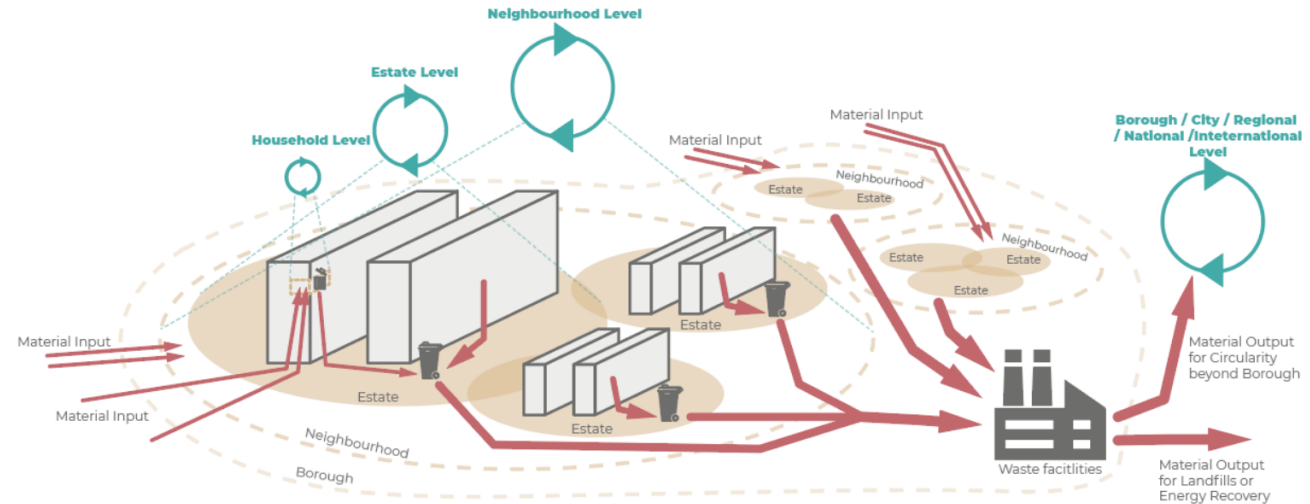 Neighbourhood Level
Estate Level
Household Level
Material Input
Material Input
Borough / City / Regional
/ National /Inteternational
Level
Neighbourhood
Estate
Estate
Neighbourhood
Estate
Estate
Estate
Material Input
Material Input
Estate
Estate
Estate
Neighbourhood
Borough
Waste facitlities
Material Output
for Circularity
beyond Borough
Material Output
for Landfills or
Energy Recovery